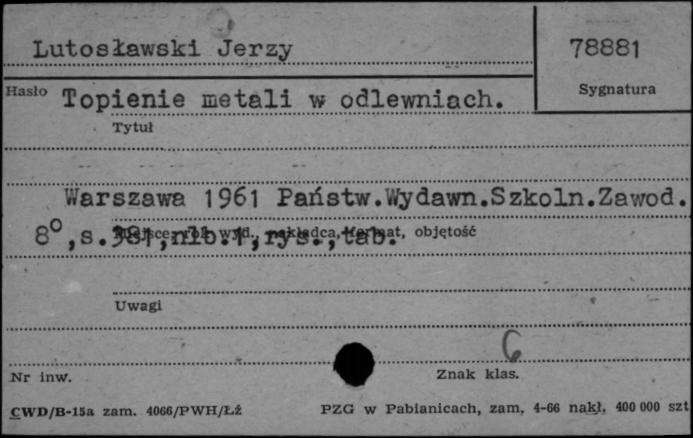 Lutosławski Jerzy
78881
Hasło
Sygnatura
Topienie metali w odlewniach.
Tytuł
Warszawa 1961 Państw.Wydawn.Szkoln.Zawod.
8°,s.381,nlb.1,rys.,tab.
Miejsce, rok wyd., nakładca, format, objętość
Uwagi
6
Nr inw.
Znak klas.
CWD/B-15a zam. 4066/PWH/Łź
PZG w Pabianicach, zam. 4-66 nakł. 400 000 szt